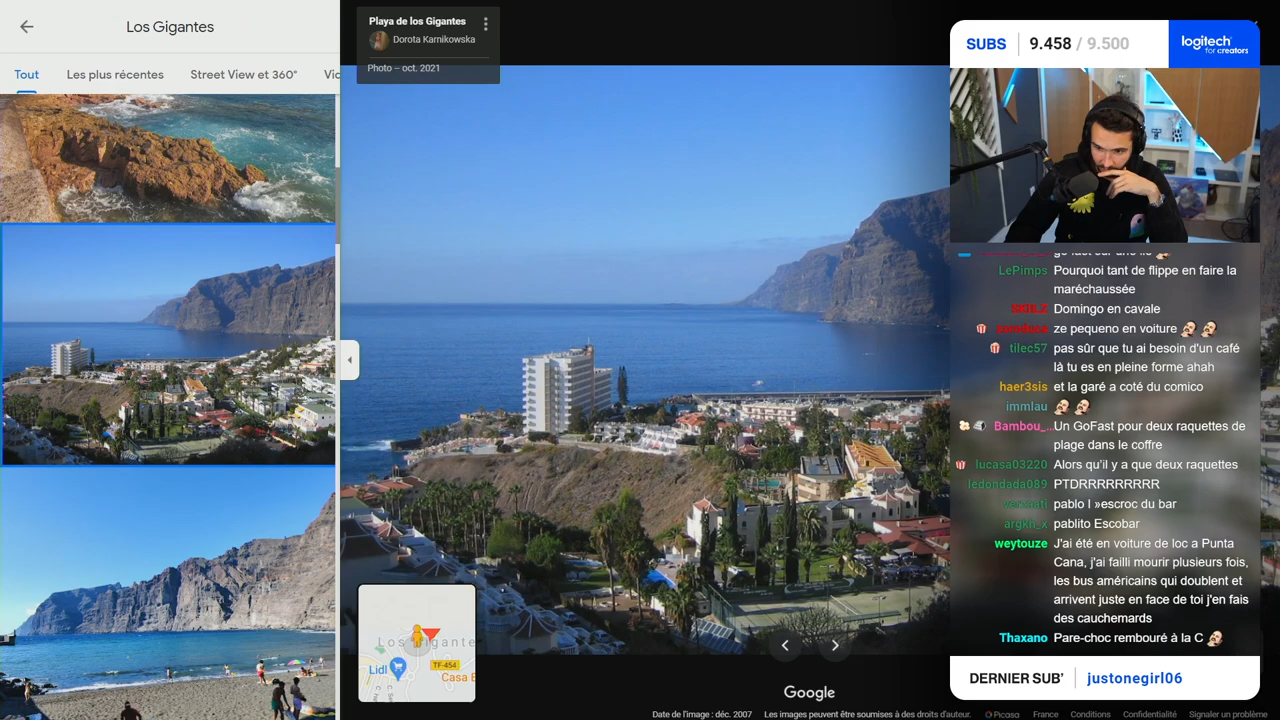 Los Gigantes
Tout
Les plus récentes
Street View et 360°
Playa de los Gigantes
Dorota Karnikowska
Photo – oct. 2021
Los Gigante
Lidl
TF-454
Casa
Google
Date de l'image : déc. 2007
Les images peuvent être soumises à des droits d'auteur.
Picasa
France
Conditions
Confidentialité
Signaler un problème
SUBS
9.458 / 9.500
logitech
for creators
LePimps Pourquoi tant de flippe en faire la
maréchaussée
Domingo en cavale
ze pequeno en voiture
tilec57 pas sûr que tu ai besoin d'un café
là tu es en pleine forme ahah
haer3sis et la garé a coté du comico
immlau
Bambou_... Un GoFast pour deux raquettes de
plage dans le coffre
lucasa03220 Alors qu'il y a que deux raquettes
ledondada089 PTDRRRRRRRRR
pablo l »escroc du bar
argkn_x pablito Escobar
weytouze J'ai été en voiture de loc a Punta
Cana, j'ai failli mourir plusieurs fois,
les bus américains qui doublent et
arrivent juste en face de toi j'en fais
des cauchemards
Thaxano Pare-choc rembouré à la C
DERNIER SUB'
justonegirl06